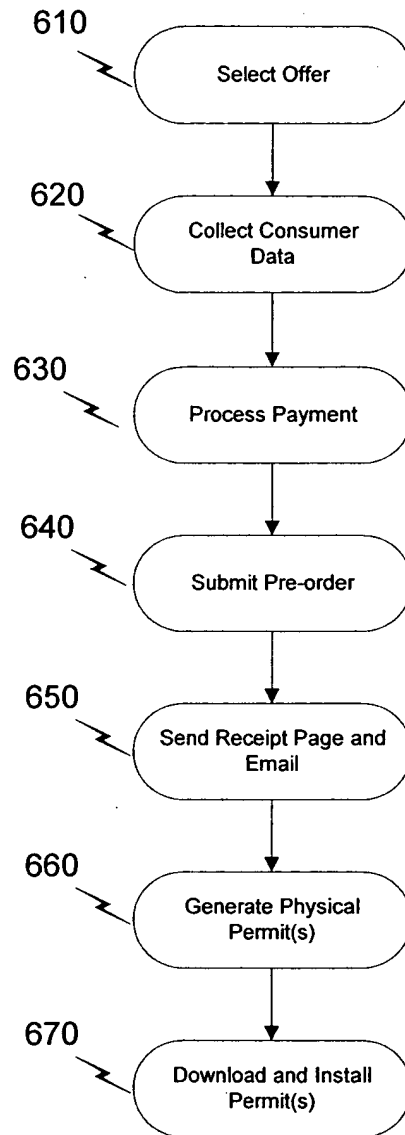 610
Select Offer
620
Collect Consumer
Data
630
Process Payment
640
Submit Pre-order
650
Send Receipt Page and
Email
660
Generate Physical
Permit(s)
670
Download and Install
Permit(s)